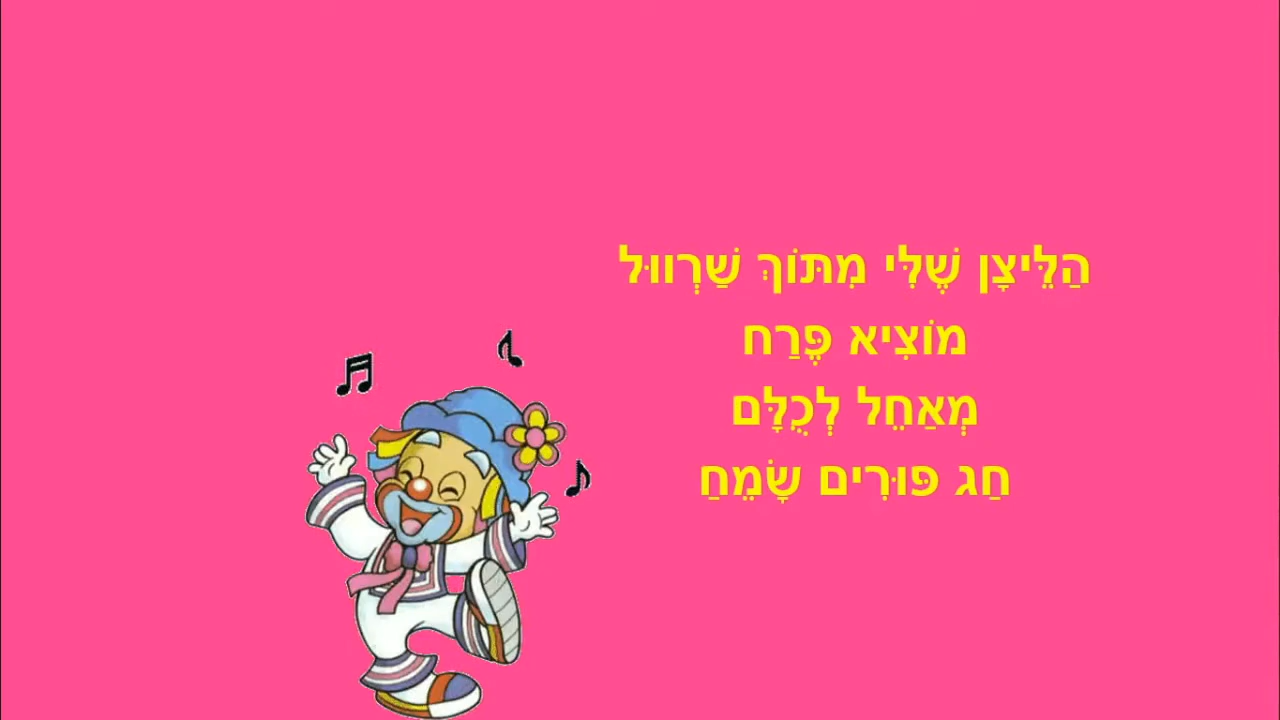 הַלֵּיצָן שֶׁלִּי מִתּוֹךְ שַׁרְווּל
מוֹצִיא פֶּרַח
מְאַחֵל לְכֻלָּם
חַג פּוּרִים שָׂמֵחַ